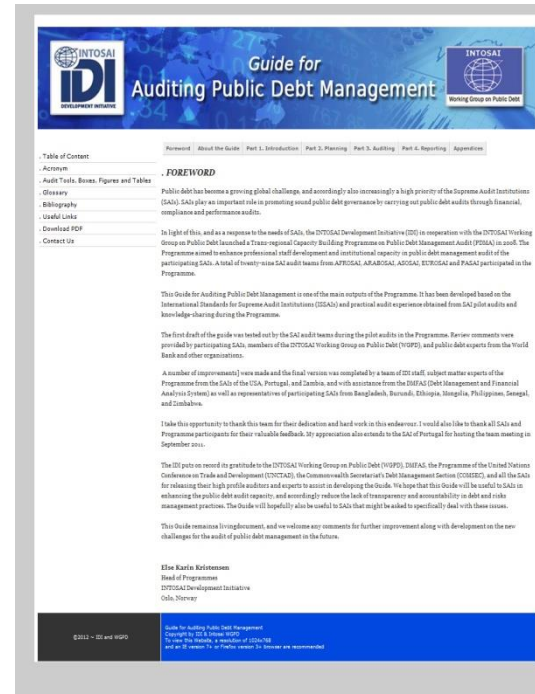 INTOSAI
IDI
DEVELOPMENT INITIATIVE
Guide for
Auditing Public Debt Management
INTOSAI
Working Group on Public Debt
Foreword About the Guide Part 1. Introduction Part 2. Planning Part 3. Auditing Part 4. Reporting Appendices
. Table of Content
. Acronym
. Audit Tools, Boxes, Figures and Tables
. Glossary
. Bibliography
. Useful Links
. Download PDF
. Contact Us
. FOREWORD
Public debt has become a growing global challenge, and accordingly also increasingly a high priority of the Supreme Audit Institutions
(SAIs). SAIs play an important role in promoting sound public debt governance by carrying out public debt audits through financial,
compliance and performance audits.
In light of this, and as a response to the needs of SAIs, the INTOSAI Development Initiative (IDI) in cooperation with the INTOSAI Working
Group on Public Debt launched a Trans-regional Capacity Building Programme on Public Debt Management Audit (PDMA) in 2008. The
Programme aimed to enhance professional staff development and institutional capacity in public debt management audit of the
participating SAIs. A total of twenty-nine SAI audit teams from AFROSAI, ARABOSAI, ASOSAI, EUROSAI and PASAI participated in the
Programme.
This Guide for Auditing Public Debt Management is one of the main outputs of the Programme. It has been developed based on the
International Standards for Supreme Audit Institutions (ISSAIs) and practical audit experience obtained from SAI pilot audits and
knowledge-sharing during the Programme.
The first draft of the guide was tested out by the SAI audit teams during the pilot audits in the Programme. Review comments were
provided by participating SAIs, members of the INTOSAI Working Group on Public Debt (WGPD), and public debt experts from the World
Bank and other organisations.
A number of improvements] were made and the final version was completed by a team of IDI staff, subject matter experts of the
Programme from the SAIs of the USA, Portugal, and Zambia, and with assistance from the DMFAS (Debt Management and Financial
Analysis System) as well as representatives of participating SAIs from Bangladesh, Burundi, Ethiopia, Mongolia, Philippines, Senegal,
and Zimbabwe.
I take this opportunity to thank this team for their dedication and hard work in this endeavour. I would also like to thank all SAIs and
Programme participants for their valuable feedback. My appreciation also extends to the SAI of Portugal for hosting the team meeting in
September 2011.
The IDI puts on record its gratitude to the INTOSAI Working Group on Public Debt (WGPD), DMFAS, the Programme of the United Nations
Conference on Trade and Development (UNCTAD), the Commonwealth Secretariat's Debt Management Section (COMSEC), and all the SAIs
for releasing their high profile auditors and experts to assist in developing the Guide. We hope that this Guide will be useful to SAIs in
enhancing the public debt audit capacity, and accordingly reduce the lack of transparency and accountability in debt and risks
management practices. The Guide will hopefully also be useful to SAIs that might be asked to specifically deal with these issues.
This Guide remainsa livingdocument, and we welcome any comments for further improvement along with development on the new
challenges for the audit of public debt management in the future.
Else Karin Kristensen
Head of Programmes
INTOSAI Development Initiative
Oslo, Norway
©2012 – IDI and WGPD
Guide for Auditing Public Debt Management
Copyright by IDI & Intosai WGPD
To view this Website, a resolution of 1024x768
and an IE version 7+ or Firefox version 3+ browser are recommended